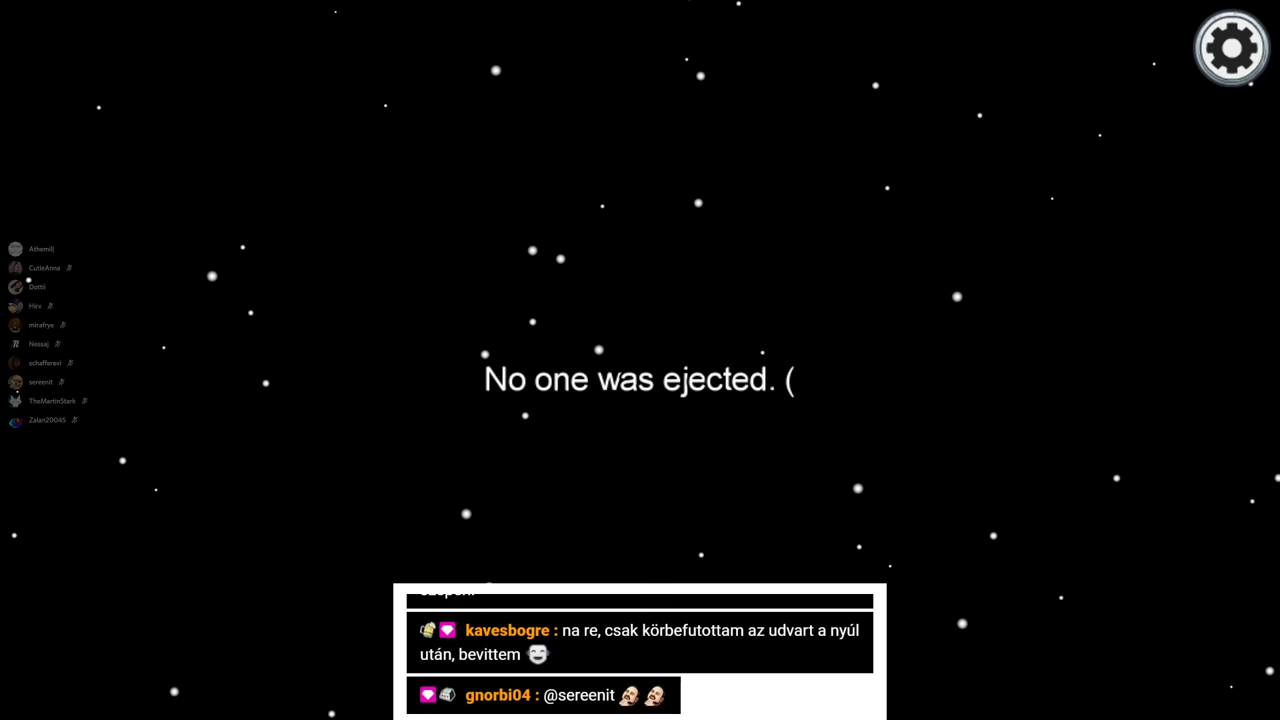 Athemilj
CutieAnna
Dottii
Hirx
mirafrye
Nessaj
schafferevi
sereenit
TheMartinStark
Zalan20045
No one was ejected. (
kavesbogre : na re, csak körbefutottam az udvart a nyúl
után, bevittem
gnorbi04 : @sereenit